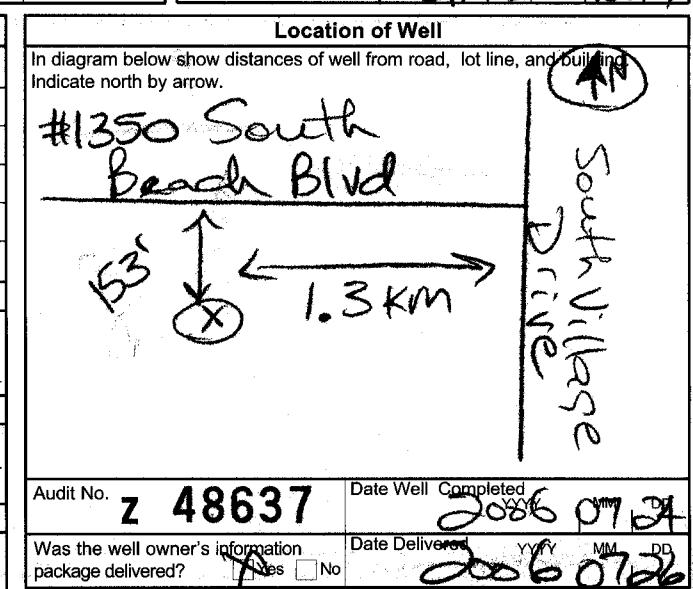 Location of Well
In diagram below show distances of well from road, lot line, and building.
Indicate north by arrow.
N
#1350 South
Beach Blvd
South Village
Drive
153'
1.3 KM
X
Audit No. Z 48637
Date Well Completed
YYYY MM DD
2006 07 24
Was the well owner's information
package delivered? Yes No
Date Delivered
YYYY MM DD
2006 07 26